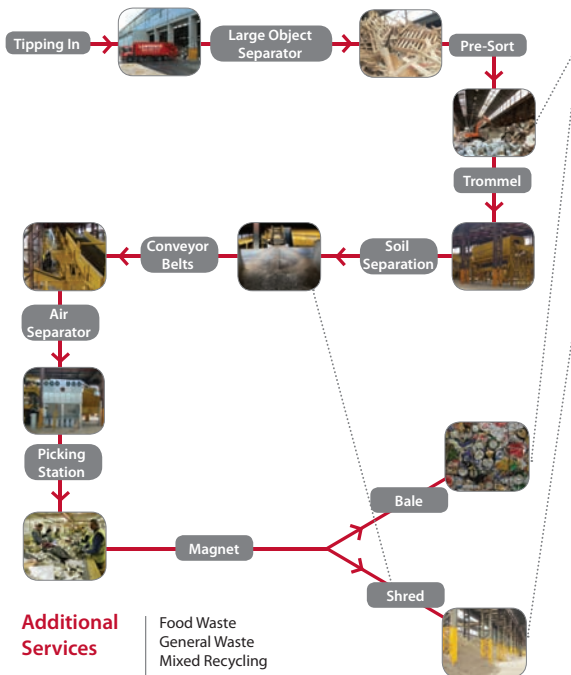 Tipping In
Large Object
Separator
Pre-Sort
Trommel
Soil
Separation
Conveyor
Belts
Air
Separator
Picking
Station
Magnet
Bale
Shred
Additional
Services
Food Waste
General Waste
Mixed Recycling